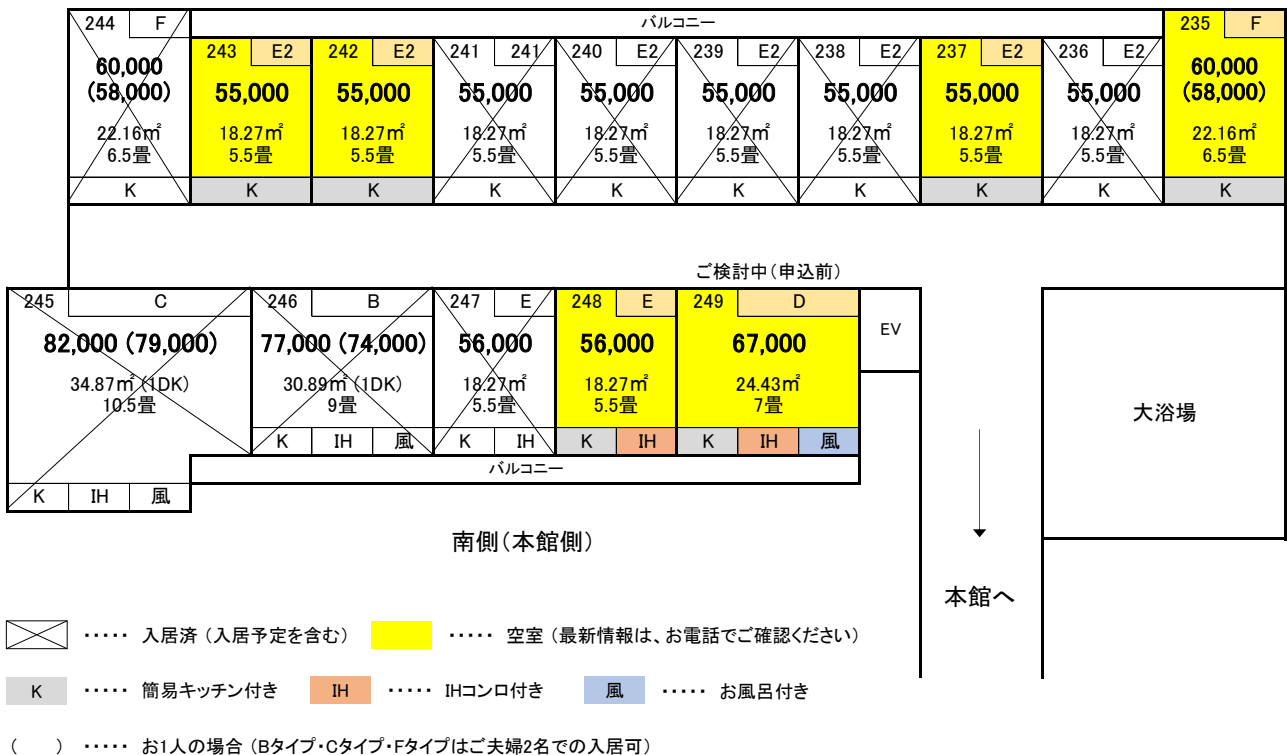 244 F
バルコニー
235 F
243 E2
242 E2
241 241
240 E2
239 E2
238 E2
237 E2
236 E2
60,000
(58,000)
55,000
55,000
55,000
55,000
55,000
55,000
55,000
55,000
60,000
(58,000)
22.16㎡
6.5畳
18.27㎡
5.5畳
18.27㎡
5.5畳
18.27㎡
5.5畳
18.27㎡
5.5畳
18.27㎡
5.5畳
18.27㎡
5.5畳
18.27㎡
5.5畳
18.27㎡
5.5畳
22.16㎡
6.5畳
K K K K K K K K K K
ご検討中(申込前)
245 C
246 B
247 E
248 E
249 D
EV
82,000 (79,000)
77,000 (74,000)
56,000
56,000
67,000
34.87㎡ (1DK)
10.5畳
30.89㎡ (1DK)
9畳
18.27㎡
5.5畳
18.27㎡
5.5畳
24.43㎡
7畳
大浴場
K IH 風
K IH
K IH
K IH 風
バルコニー
K IH 風
南側(本館側)
本館へ
····· 入居済 (入居予定を含む)
····· 空室 (最新情報は、お電話でご確認ください)
K ····· 簡易キッチン付き
IH ····· IHコンロ付き
風 ····· お風呂付き
(　　) ····· お1人の場合 (Bタイプ・Cタイプ・Fタイプはご夫婦2名での入居可)